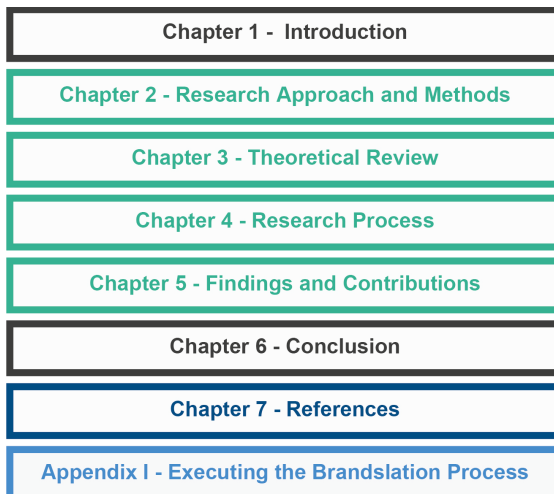 Chapter 1 - Introduction
Chapter 2 - Research Approach and Methods
Chapter 3 - Theoretical Review
Chapter 4 - Research Process
Chapter 5 - Findings and Contributions
Chapter 6 - Conclusion
Chapter 7 - References
Appendix I - Executing the Brandslation Process